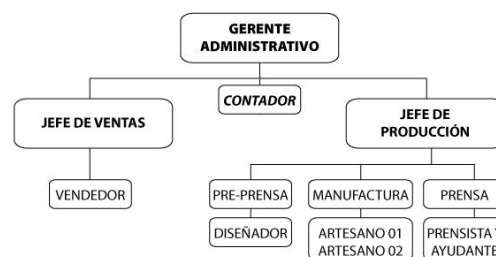 GERENTE
ADMINISTRATIVO
CONTADOR
JEFE DE VENTAS
JEFE DE
PRODUCCIÓN
VENDEDOR
PRE-PRENSA
MANUFACTURA
PRENSA
DISEÑADOR
ARTESANO 01
ARTESANO 02
PRENSISTA Y
AYUDANTE